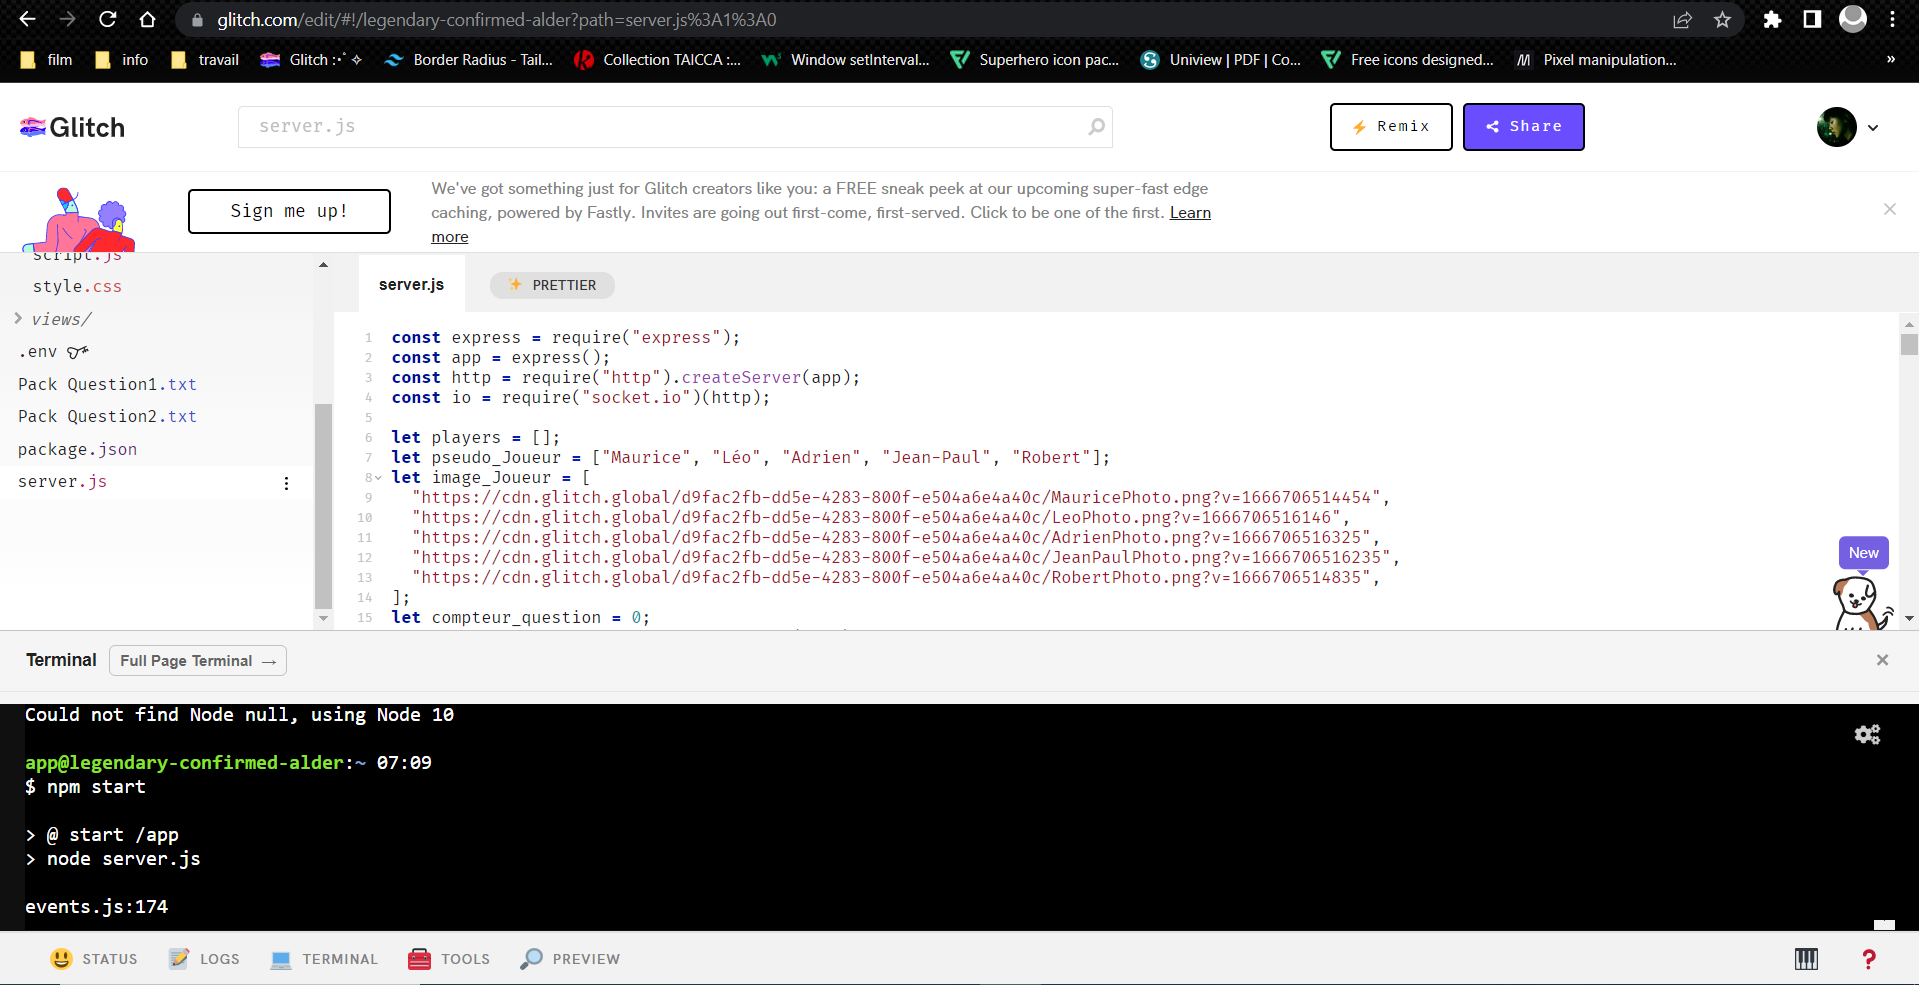 glitch.com/edit/#!/legendary-confirmed-alder?path=server.js%3A1%3A0
film info travail Glitch :·ﾟ✧ Border Radius - Tail... Collection TAICCA :... Window setInterval... Superhero icon pac... Uniview | PDF | Co... Free icons designed... Pixel manipulation... »
Glitch server.js Remix Share
Sign me up!
We've got something just for Glitch creators like you: a FREE sneak peek at our upcoming super-fast edge
caching, powered by Fastly. Invites are going out first-come, first-served. Click to be one of the first. Learn
more
script.js
style.css
views/
.env
Pack Question1.txt
Pack Question2.txt
package.json
server.js
server.js PRETTIER
1 const express = require("express");
2 const app = express();
3 const http = require("http").createServer(app);
4 const io = require("socket.io")(http);
5
6 let players = [];
7 let pseudo_Joueur = ["Maurice", "Léo", "Adrien", "Jean-Paul", "Robert"];
8 let image_Joueur = [
9 "https://cdn.glitch.global/d9fac2fb-dd5e-4283-800f-e504a6e4a40c/MauricePhoto.png?v=1666706514454",
10 "https://cdn.glitch.global/d9fac2fb-dd5e-4283-800f-e504a6e4a40c/LeoPhoto.png?v=1666706516146",
11 "https://cdn.glitch.global/d9fac2fb-dd5e-4283-800f-e504a6e4a40c/AdrienPhoto.png?v=1666706516325",
12 "https://cdn.glitch.global/d9fac2fb-dd5e-4283-800f-e504a6e4a40c/JeanPaulPhoto.png?v=1666706516235",
13 "https://cdn.glitch.global/d9fac2fb-dd5e-4283-800f-e504a6e4a40c/RobertPhoto.png?v=1666706514835",
14 ];
15 let compteur_question = 0;
New
Terminal Full Page Terminal →
Could not find Node null, using Node 10
app@legendary-confirmed-alder:~ 07:09
$ npm start
> @ start /app
> node server.js
events.js:174
STATUS LOGS TERMINAL TOOLS PREVIEW ?